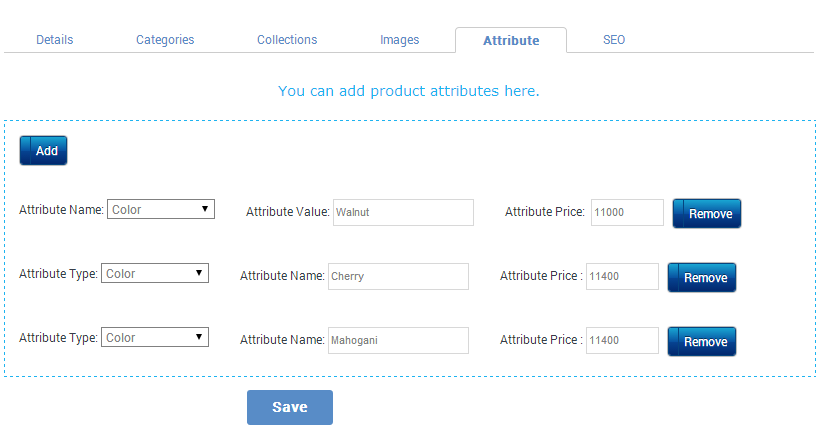 Details Categories Collections Images Attribute SEO
You can add product attributes here.
Add
Attribute Name: Color Attribute Value: Walnut Attribute Price: 11000 Remove
Attribute Type: Color Attribute Name: Cherry Attribute Price : 11400 Remove
Attribute Type: Color Attribute Name: Mahogani Attribute Price : 11400 Remove
Save